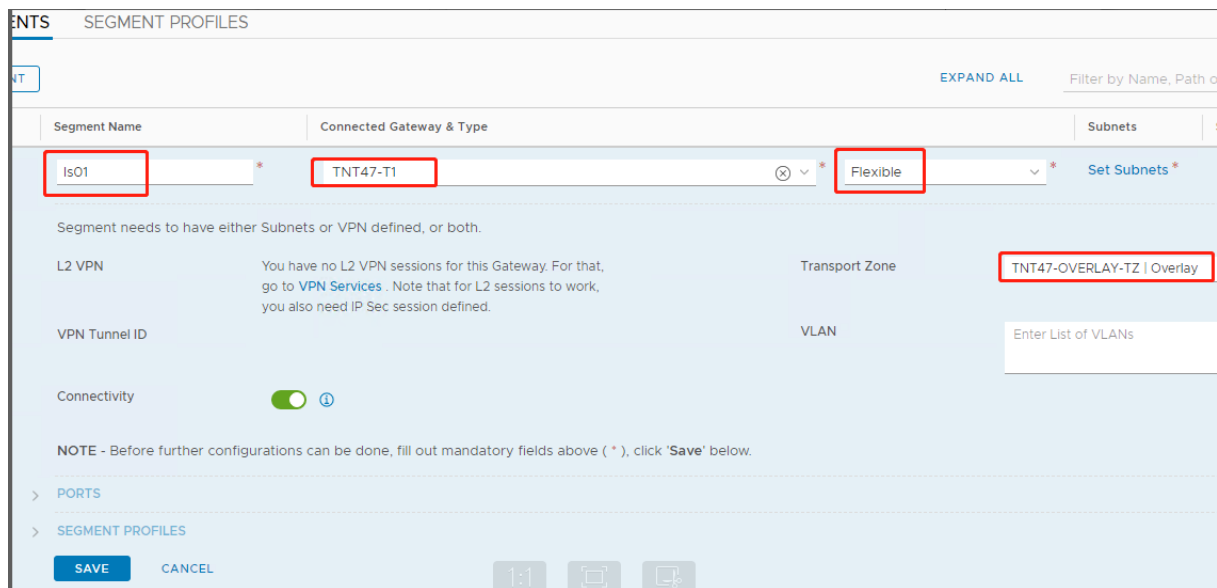 ENTS SEGMENT PROFILES
NT EXPAND ALL Filter by Name, Path o
Segment Name Connected Gateway & Type Subnets
ls01 * TNT47-T1 * Flexible * Set Subnets *
Segment needs to have either Subnets or VPN defined, or both.
L2 VPN You have no L2 VPN sessions for this Gateway. For that, Transport Zone TNT47-OVERLAY-TZ | Overlay
go to VPN Services . Note that for L2 sessions to work,
you also need IP Sec session defined.
VPN Tunnel ID VLAN Enter List of VLANs
Connectivity
NOTE - Before further configurations can be done, fill out mandatory fields above ( * ), click 'Save' below.
PORTS
SEGMENT PROFILES
SAVE CANCEL 1:1